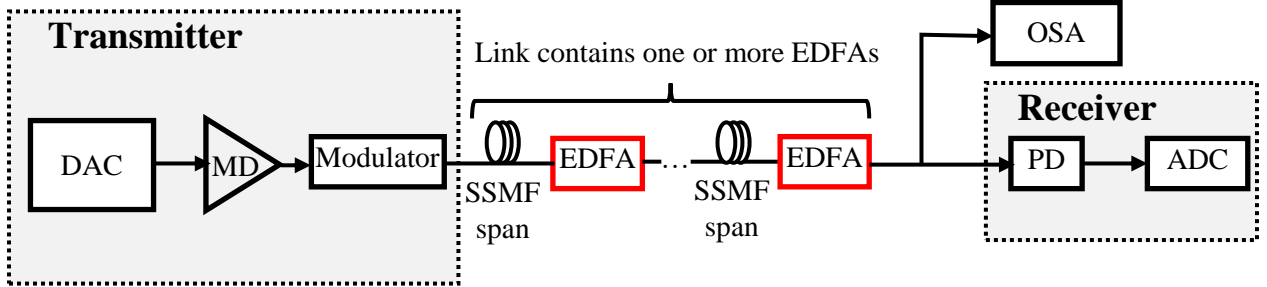 Transmitter
DAC
MD
Modulator
Link contains one or more EDFAs
SSMF
span
EDFA
...
SSMF
span
EDFA
OSA
Receiver
PD
ADC